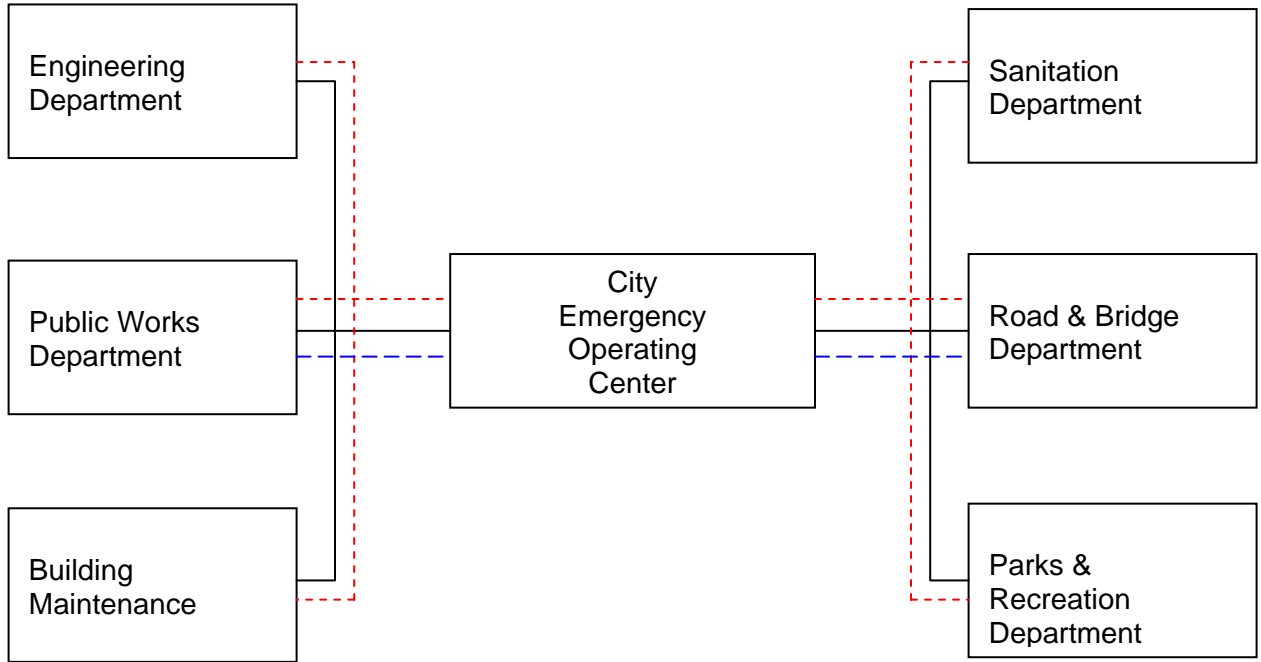 Engineering
Department
Sanitation
Department
Public Works
Department
City
Emergency
Operating
Center
Road & Bridge
Department
Building
Maintenance
Parks &
Recreation
Department